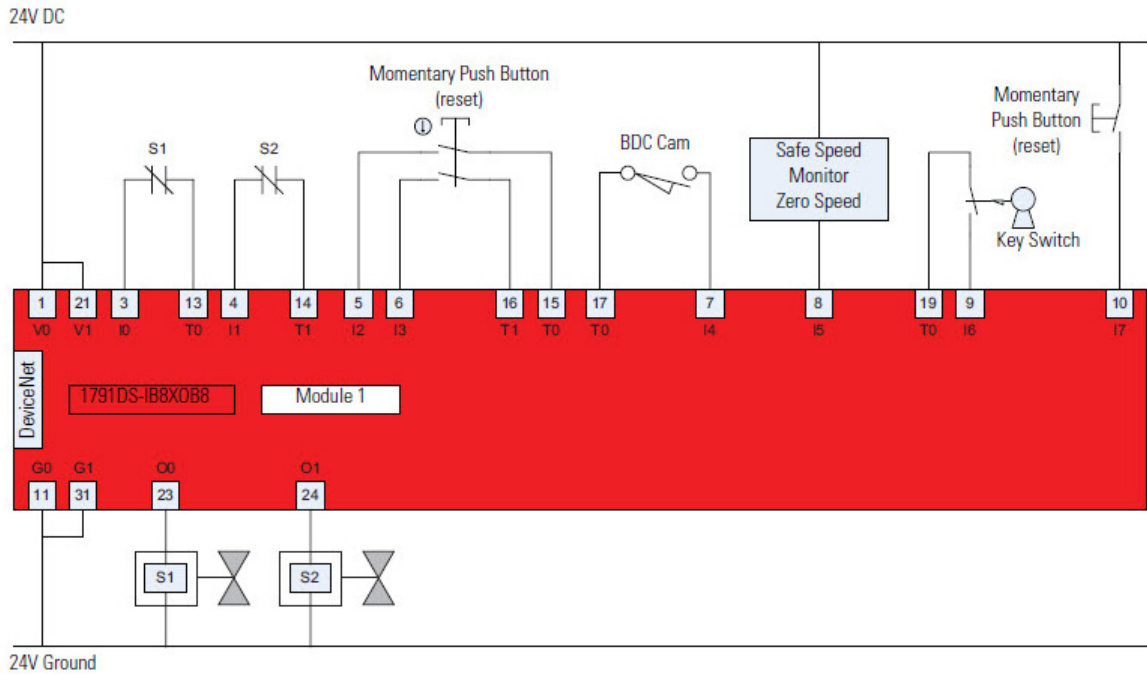 24V DC
Momentary Push Button
(reset)
Momentary
Push Button
(reset)
S1
S2
BDC Cam
Safe Speed
Monitor
Zero Speed
Key Switch
1 21 3 13 4 14 5 6 16 15 17 7 8 19 9 10
V0 V1 I0 T0 I1 T1 I2 I3 T1 T0 T0 I4 I5 T0 I6 I7
DeviceNet
1791DS-IB8XOB8
Module 1
G0 G1 O0 O1
11 31 23 24
S1
S2
24V Ground